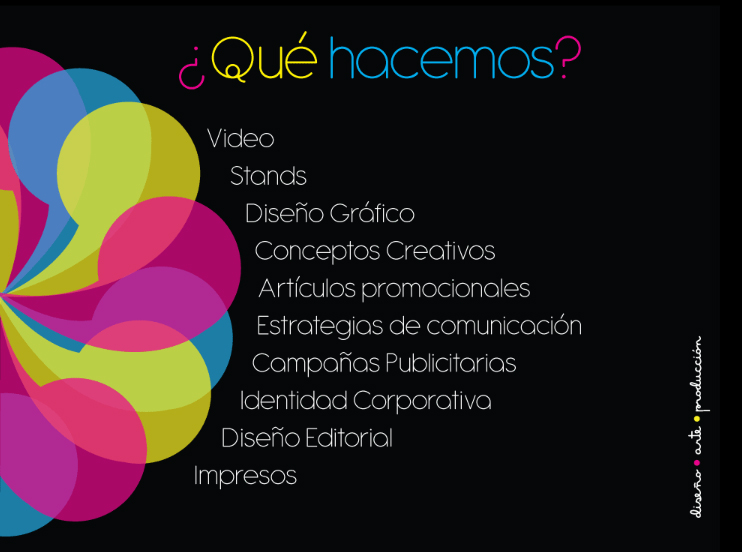 ¿Qué hacemos?
Video
Stands
Diseño Gráfico
Conceptos Creativos
Artículos promocionales
Estrategias de comunicación
Campañas Publicitarias
Identidad Corporativa
Diseño Editorial
Impresos
diseño • arte • producción